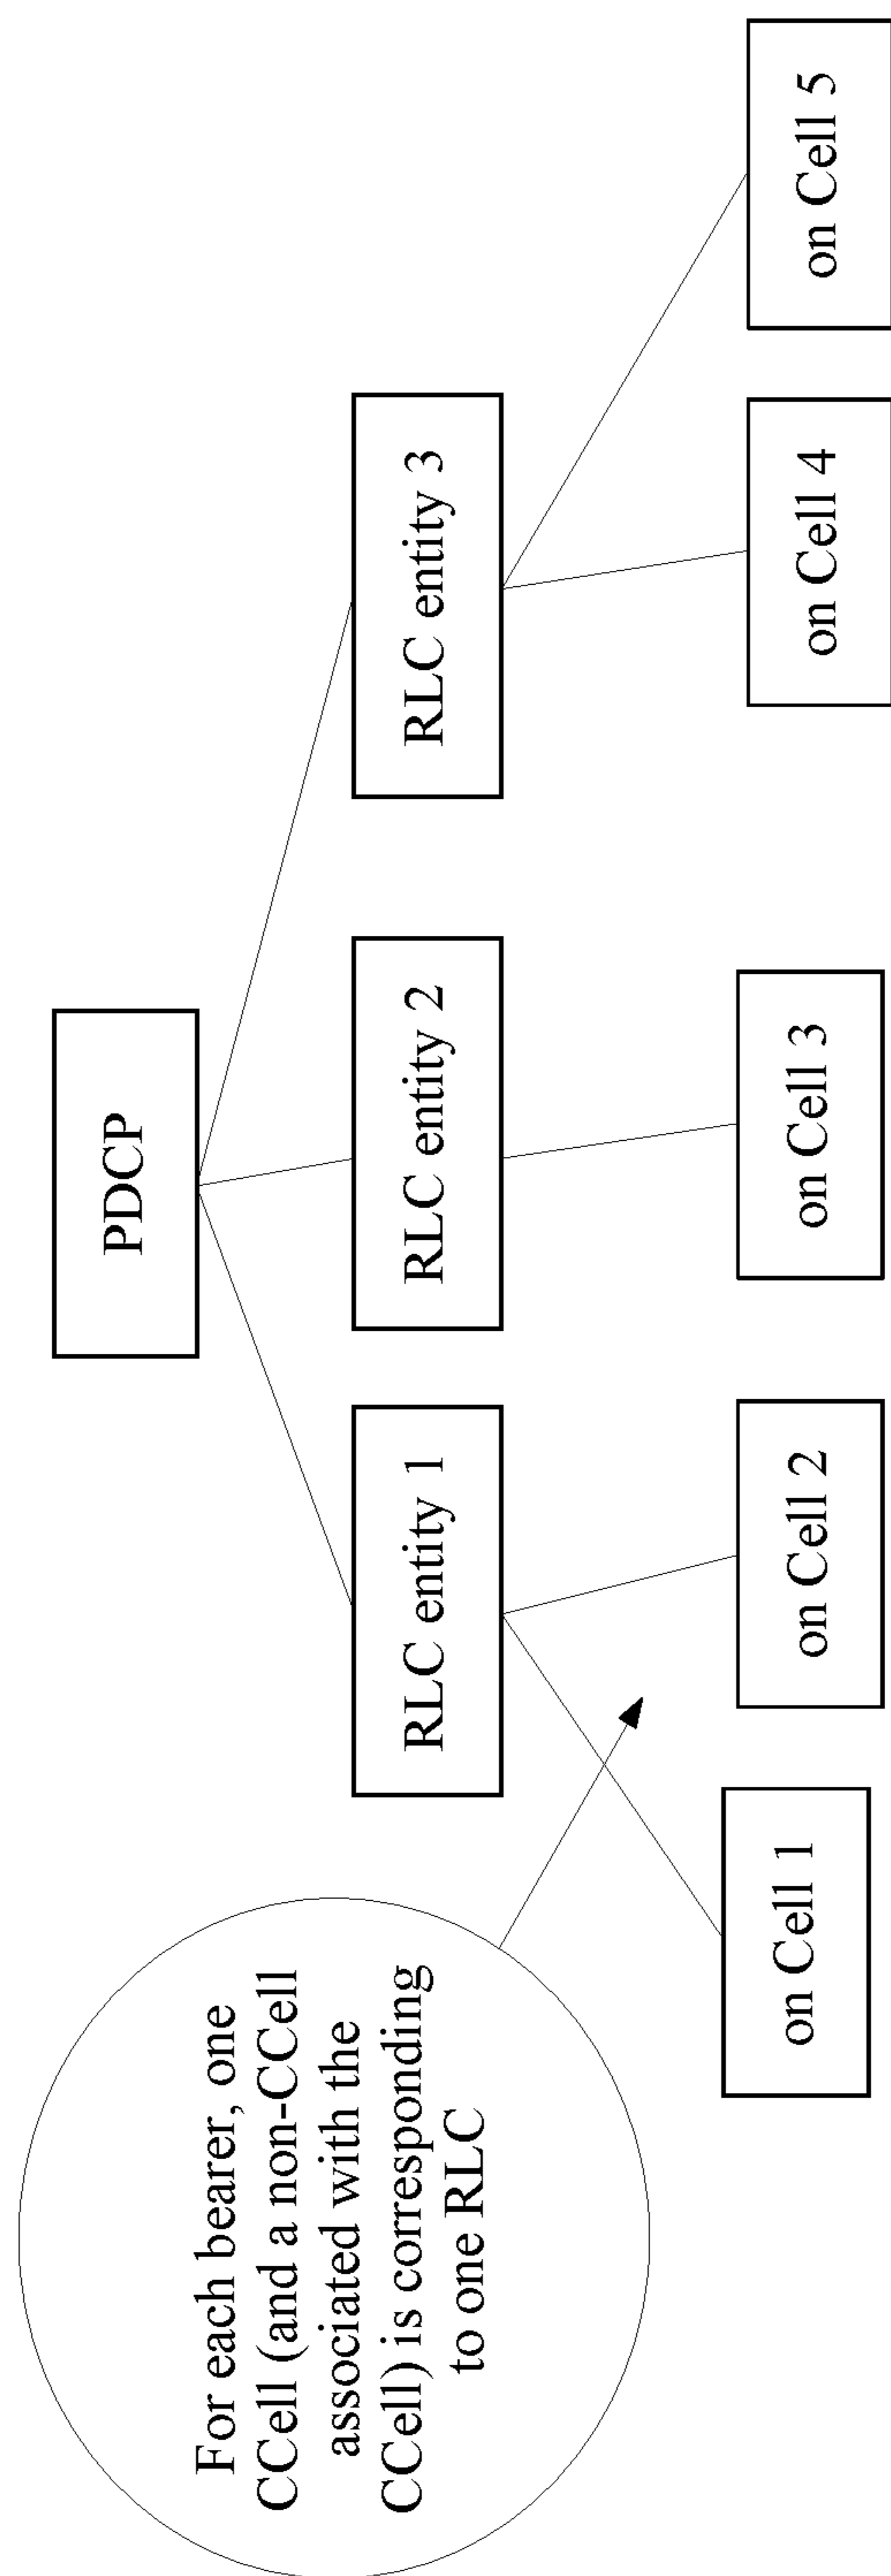 PDCP
RLC entity 1
RLC entity 2
RLC entity 3
For each bearer, one
CCell (and a non-CCell
associated with the
CCell) is corresponding
to one RLC
on Cell 1
on Cell 2
on Cell 3
on Cell 4
on Cell 5